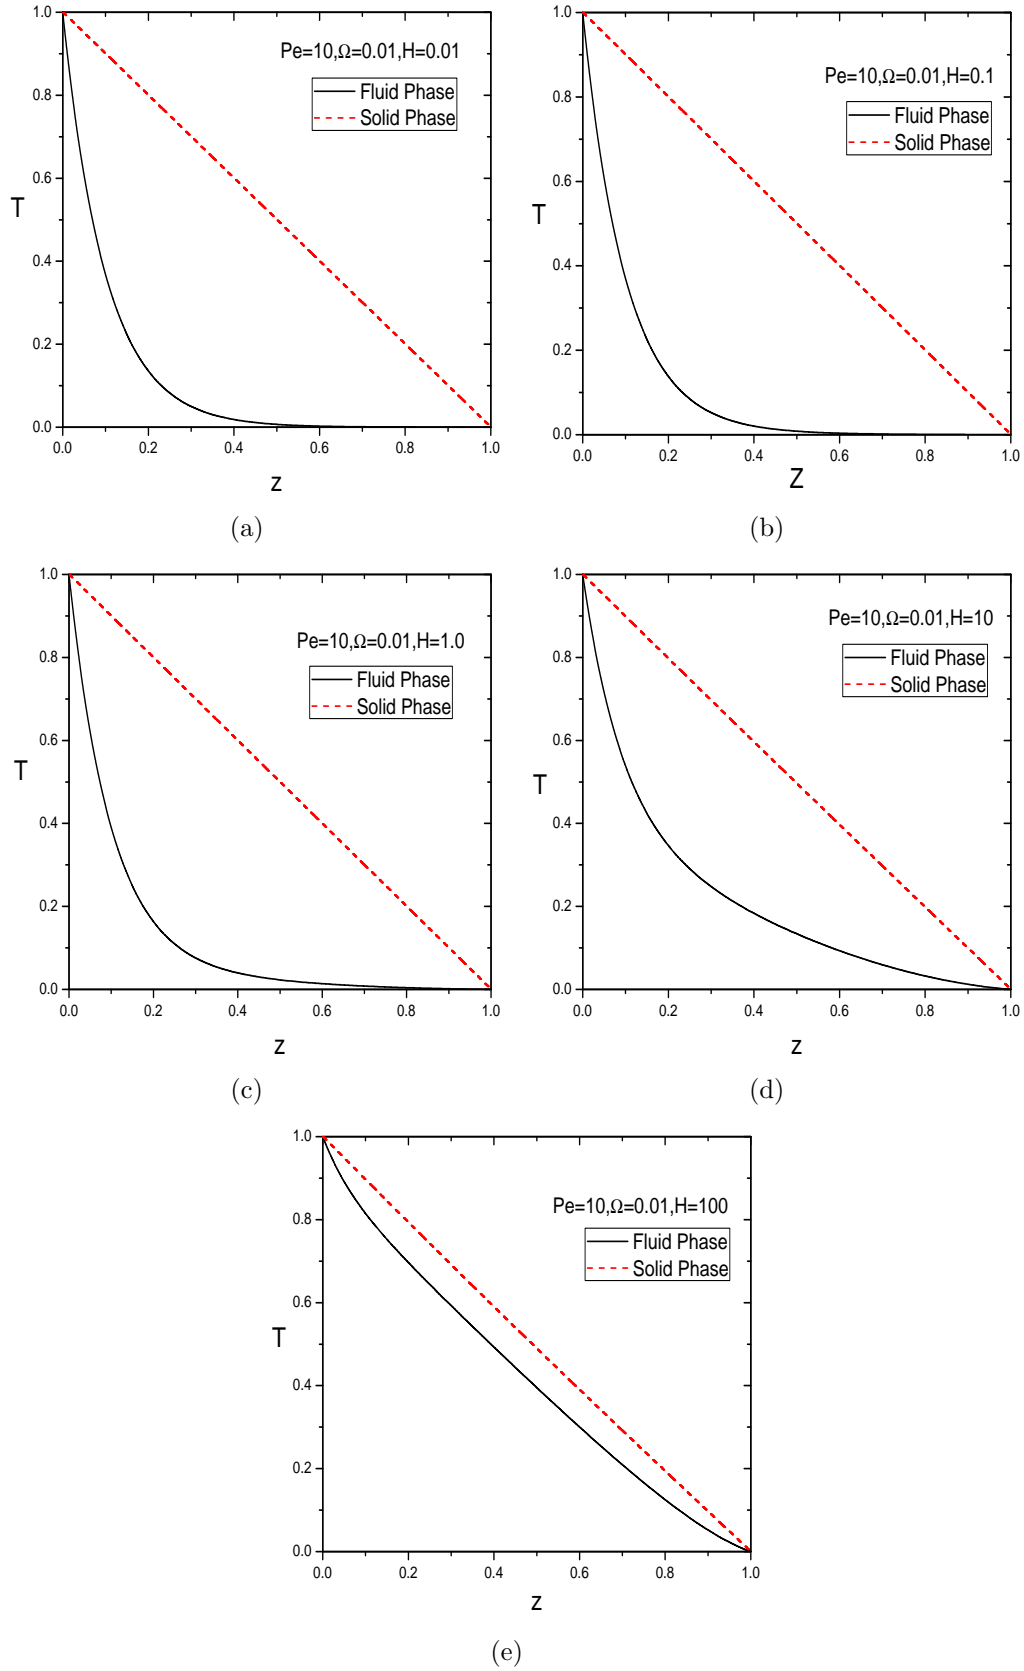 1.0
0.8
0.6
0.4
0.2
0.0
T
Pe=10,Ω=0.01,H=0.01
Fluid Phase
Solid Phase
0.0 0.2 0.4 0.6 0.8 1.0
z
(a)
1.0
0.8
0.6
0.4
0.2
0.0
T
Pe=10,Ω=0.01,H=0.1
Fluid Phase
Solid Phase
0.0 0.2 0.4 0.6 0.8 1.0
Z
(b)
1.0
0.8
0.6
0.4
0.2
0.0
T
Pe=10,Ω=0.01,H=1.0
Fluid Phase
Solid Phase
0.0 0.2 0.4 0.6 0.8 1.0
z
(c)
1.0
0.8
0.6
0.4
0.2
0.0
T
Pe=10,Ω=0.01,H=10
Fluid Phase
Solid Phase
0.0 0.2 0.4 0.6 0.8 1.0
z
(d)
1.0
0.8
0.6
0.4
0.2
0.0
T
Pe=10,Ω=0.01,H=100
Fluid Phase
Solid Phase
0.0 0.2 0.4 0.6 0.8 1.0
z
(e)